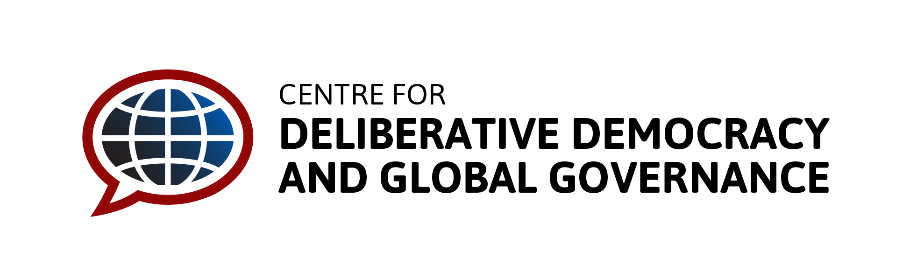 CENTRE FOR
DELIBERATIVE DEMOCRACY
AND GLOBAL GOVERNANCE